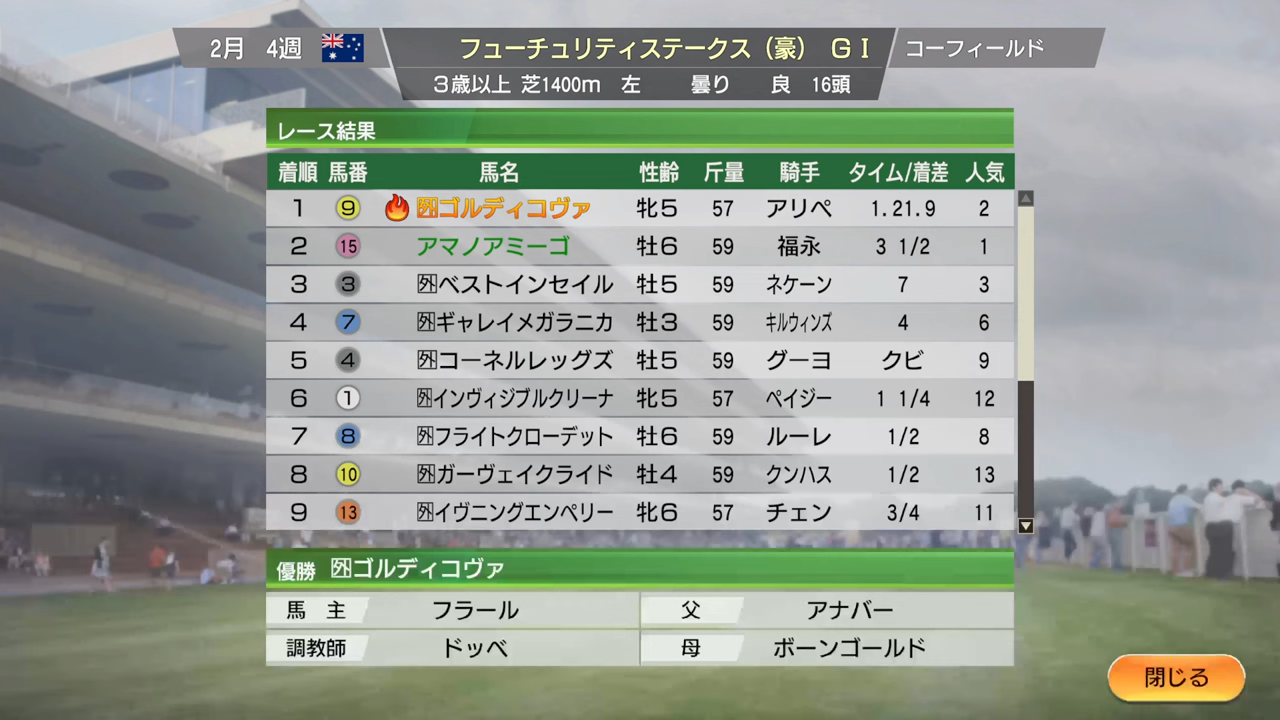 2月 4週 フューチュリティステークス（豪） GⅠ コーフィールド
3歳以上 芝1400m 左 曇り 良 16頭
レース結果
着順 馬番 馬名 性齢 斤量 騎手 タイム/着差 人気
1 9 外ゴルディコヴァ 牝5 57 アリペ 1.21.9 2
2 15 アマノアミーゴ 牡6 59 福永 3 1/2 1
3 3 外ベストインセイル 牡5 59 ネケーン 7 3
4 7 外ギャレイメガラニカ 牡3 59 キルウィンズ 4 6
5 4 外コーネルレッグズ 牡5 59 グーヨ クビ 9
6 1 外インヴィジブルクリーナ 牝5 57 ペイジー 1 1/4 12
7 8 外フライトクローデット 牡6 59 ルーレ 1/2 8
8 10 外ガーヴェイクライド 牡4 59 クンハス 1/2 13
9 13 外イヴニングエンペリー 牝6 57 チェン 3/4 11
優勝 外ゴルディコヴァ
馬主 フラール 父 アナバー
調教師 ドッベ 母 ボーンゴールド
閉じる